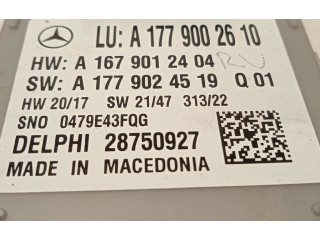 LU: A 177 900 26 10
HW: A 167 901 24 04
SW: A 177 902 45 19 Q 01
HW 20/17 SW 21/47 313/22
SNO 0479E43FQG
DELPHI 28750927
MADE IN MACEDONIA